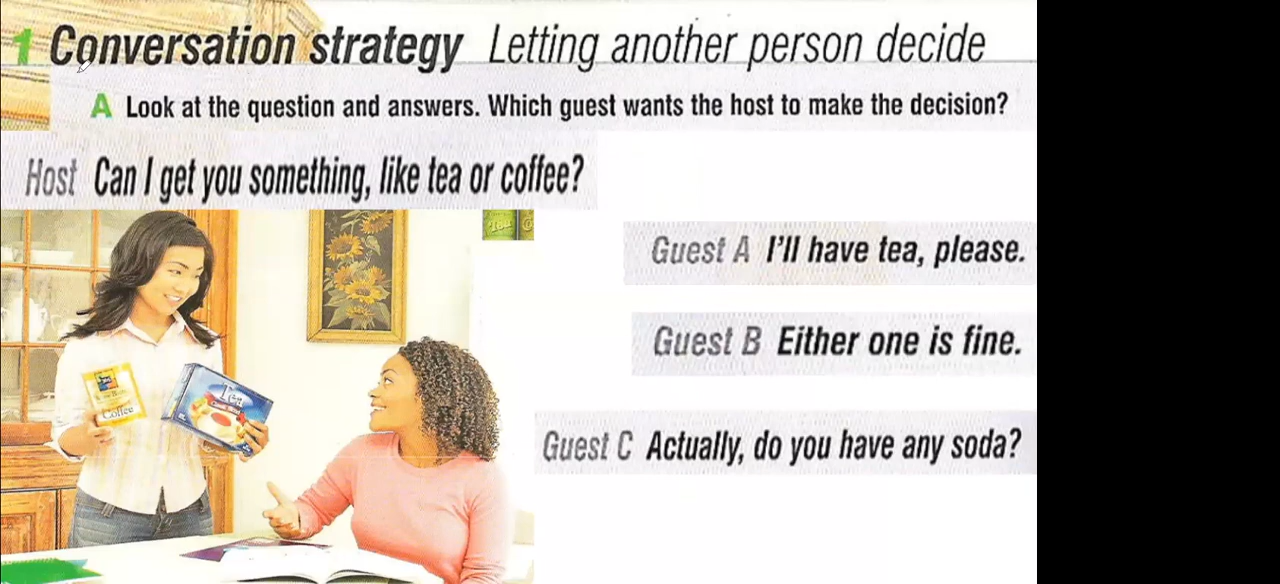 1 Conversation strategy Letting another person decide
A Look at the question and answers. Which guest wants the host to make the decision?
Host Can I get you something, like tea or coffee?
Tea
Guest A I'll have tea, please.
Guest B Either one is fine.
Tea
Coffee
Guest C Actually, do you have any soda?